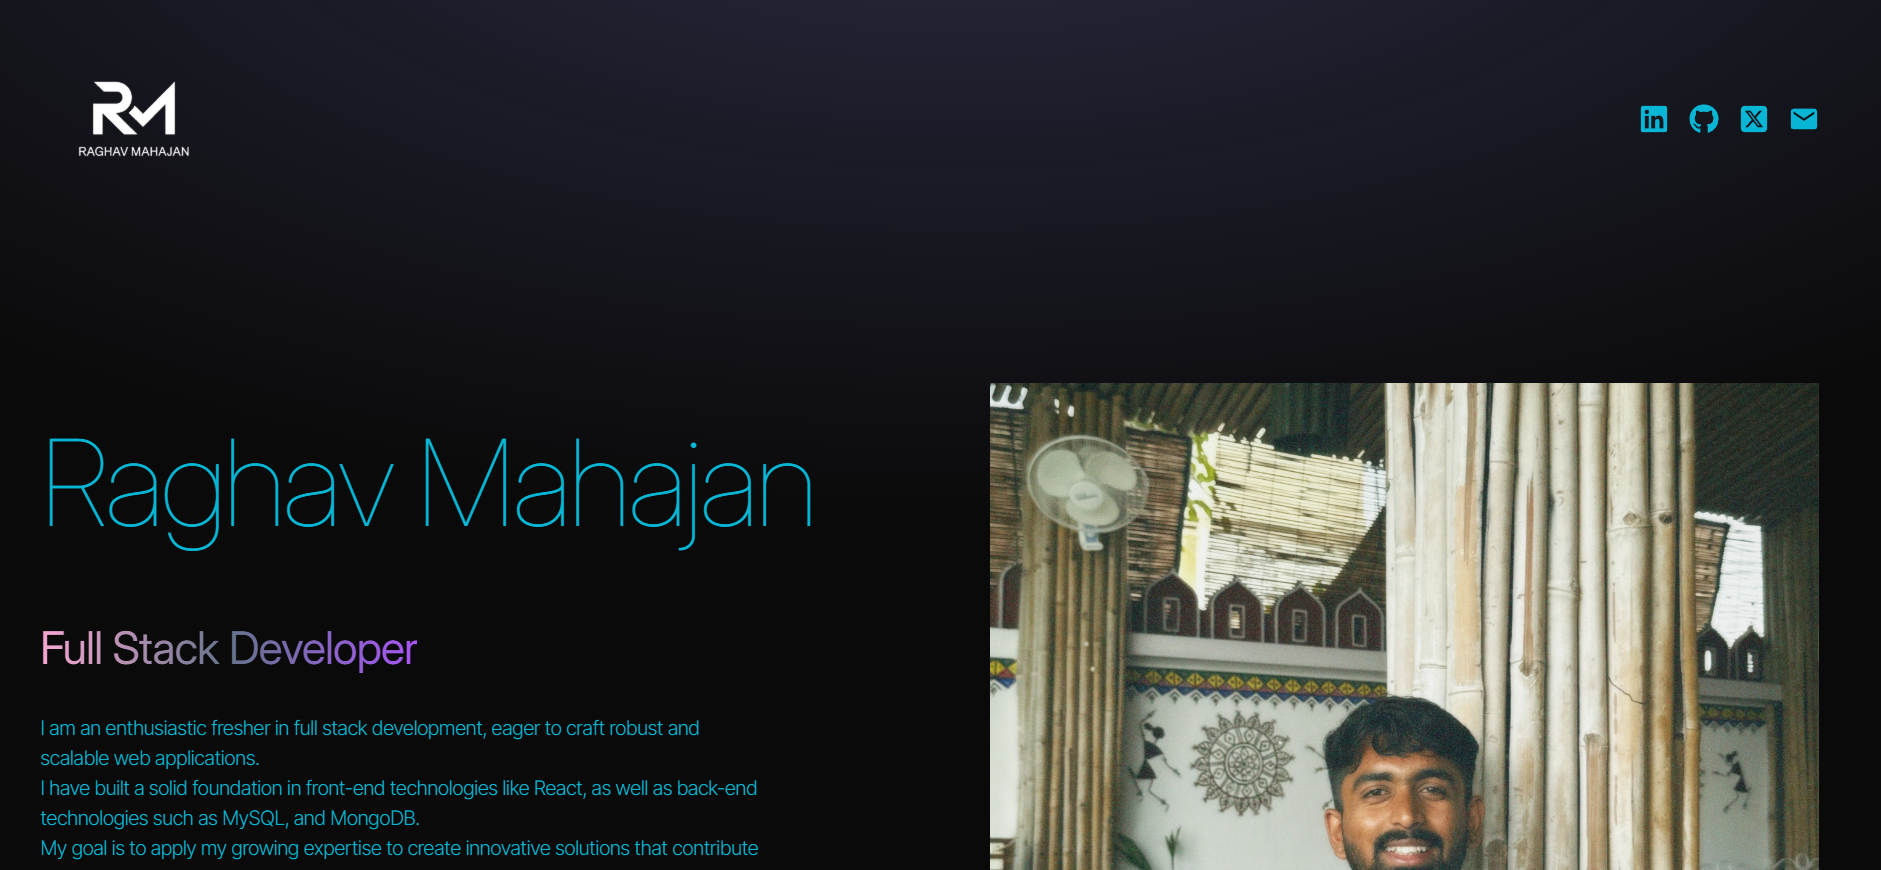 RM
RAGHAV MAHAJAN
in
X
Raghav Mahajan
Full Stack Developer
I am an enthusiastic fresher in full stack development, eager to craft robust and
scalable web applications.
I have built a solid foundation in front-end technologies like React, as well as back-end
technologies such as MySQL, and MongoDB.
My goal is to apply my growing expertise to create innovative solutions that contribute